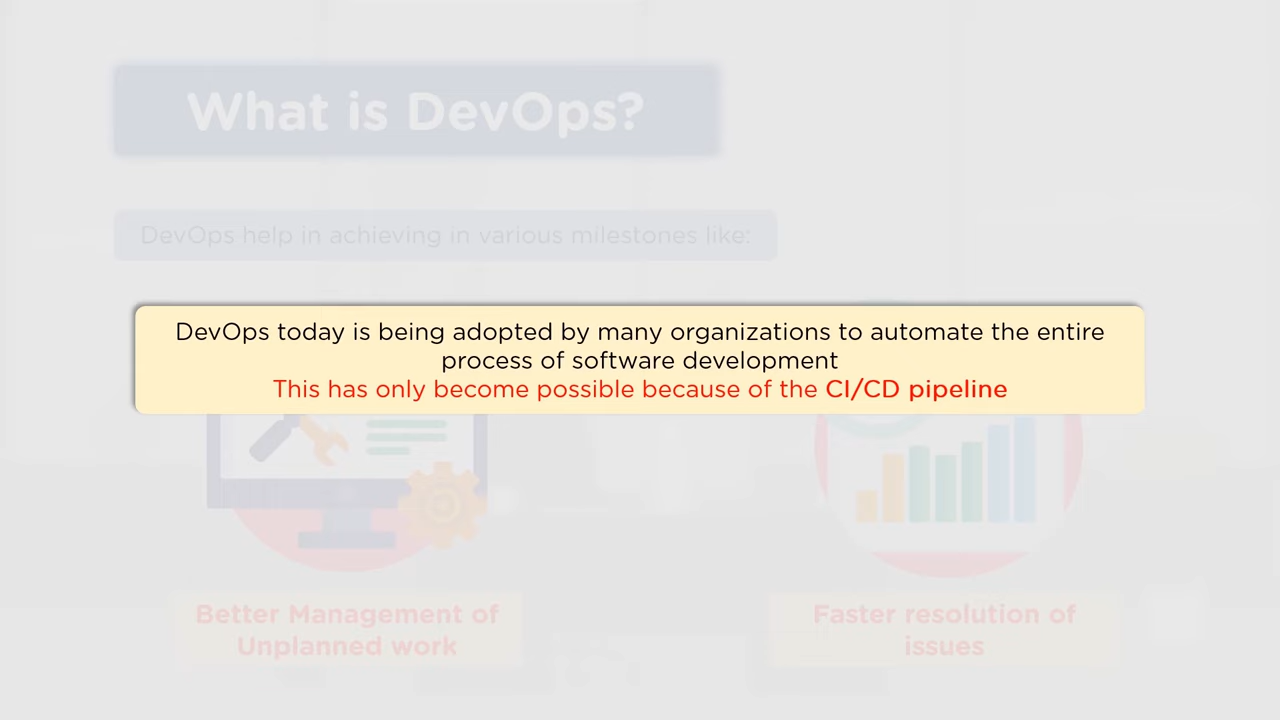 What is DevOps?
DevOps help in achieving in various milestones like:
DevOps today is being adopted by many organizations to automate the entire
process of software development
This has only become possible because of the CI/CD pipeline
Better Management of
Unplanned work
Faster resolution of
issues